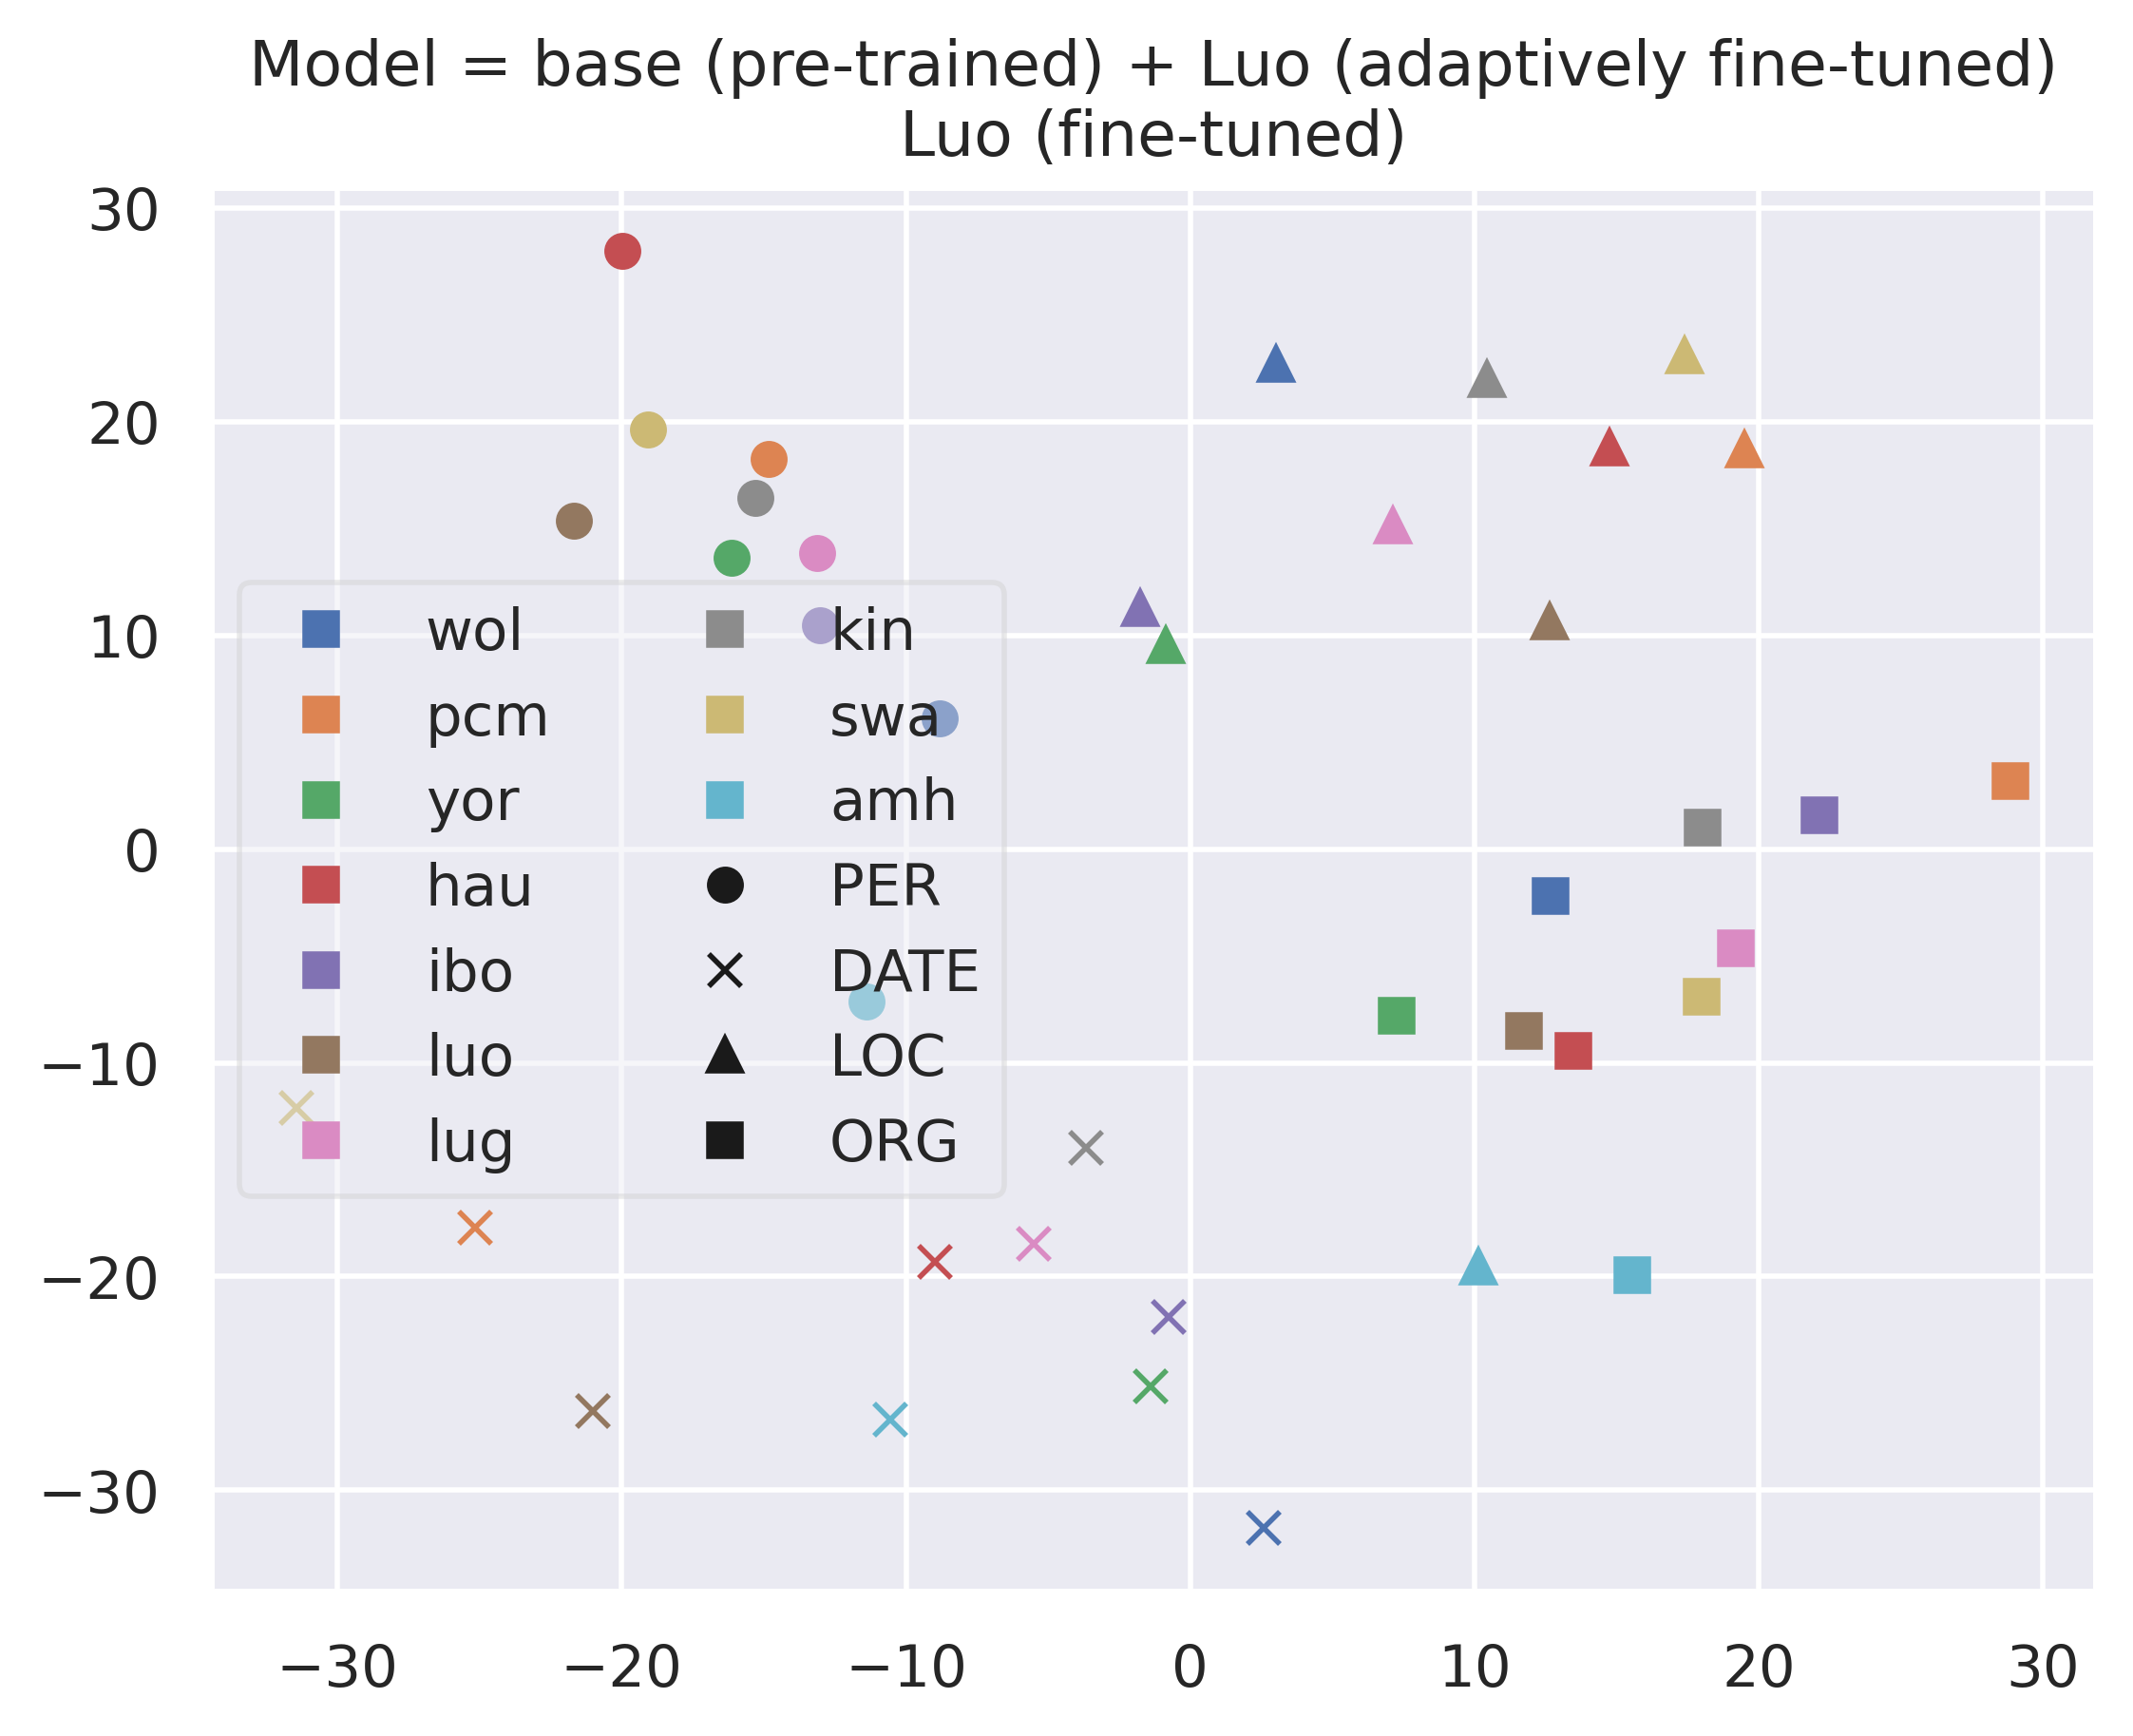 Model = base (pre-trained) + Luo (adaptively fine-tuned)
Luo (fine-tuned)
30
20
10
0
−10
−20
−30
wol
pcm
yor
hau
ibo
luo
lug
kin
swa
amh
PER
DATE
LOC
ORG
−30 −20 −10 0 10 20 30